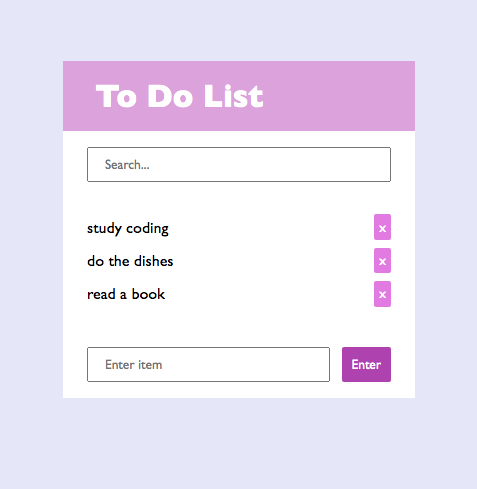 To Do List
Search...
study coding x
do the dishes x
read a book x
Enter item Enter